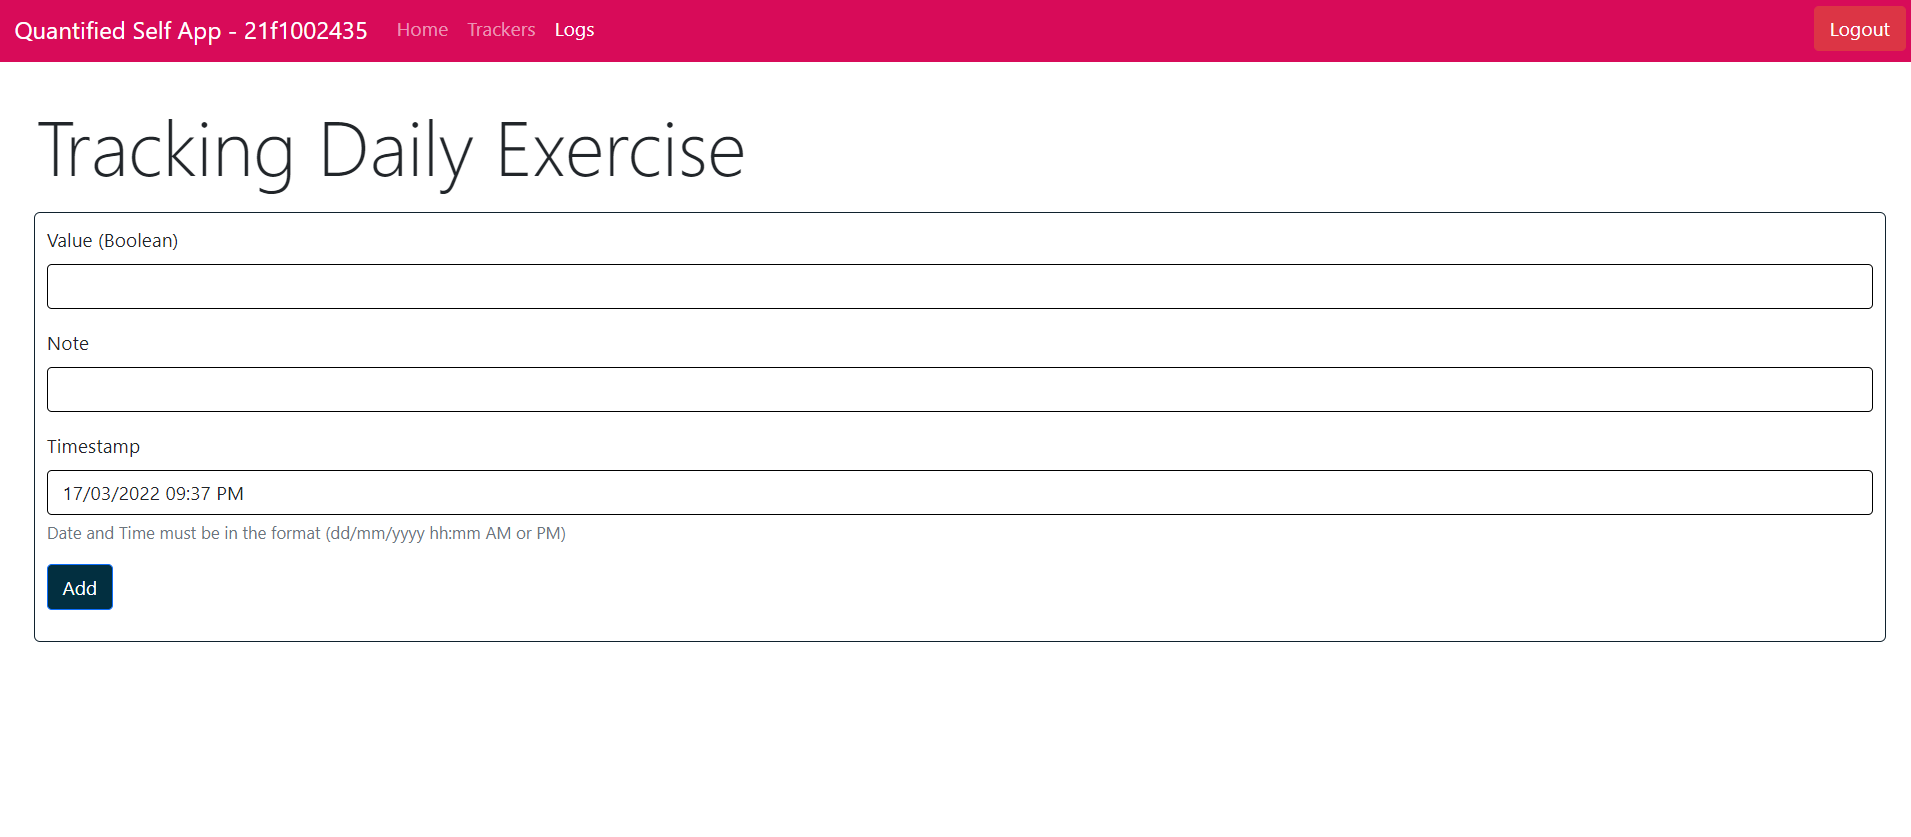 Quantified Self App - 21f1002435 Home Trackers Logs Logout
Tracking Daily Exercise
Value (Boolean)
Note
Timestamp
17/03/2022 09:37 PM
Date and Time must be in the format (dd/mm/yyyy hh:mm AM or PM)
Add